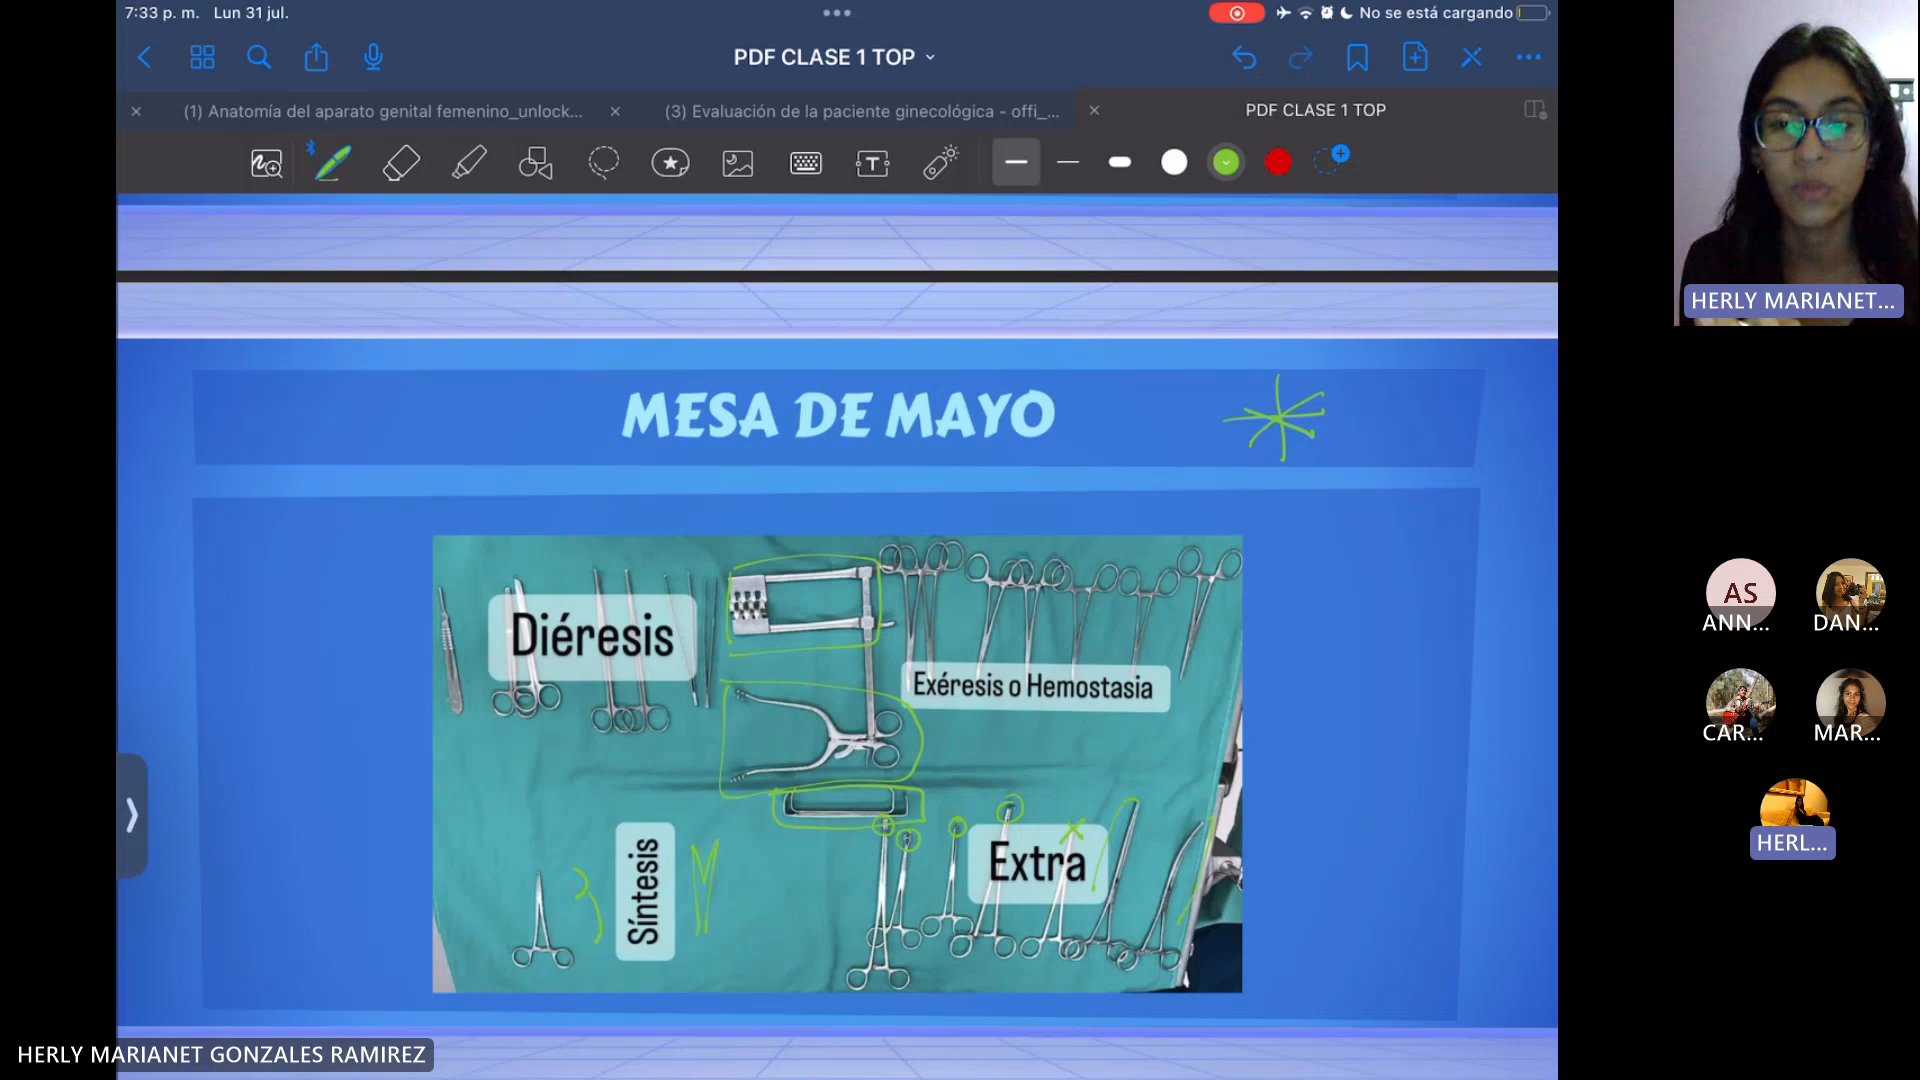 7:33 p. m. Lun 31 jul.
No se está cargando
PDF CLASE 1 TOP
(1) Anatomía del aparato genital femenino_unlock...
(3) Evaluación de la paciente ginecológica - offi_...
PDF CLASE 1 TOP
HERLY MARIANET...
MESA DE MAYO
Diéresis
Exéresis o Hemostasia
Síntesis
Extra
AS
ANN...
DAN...
CAR...
MAR...
HERL...
HERLY MARIANET GONZALES RAMIREZ